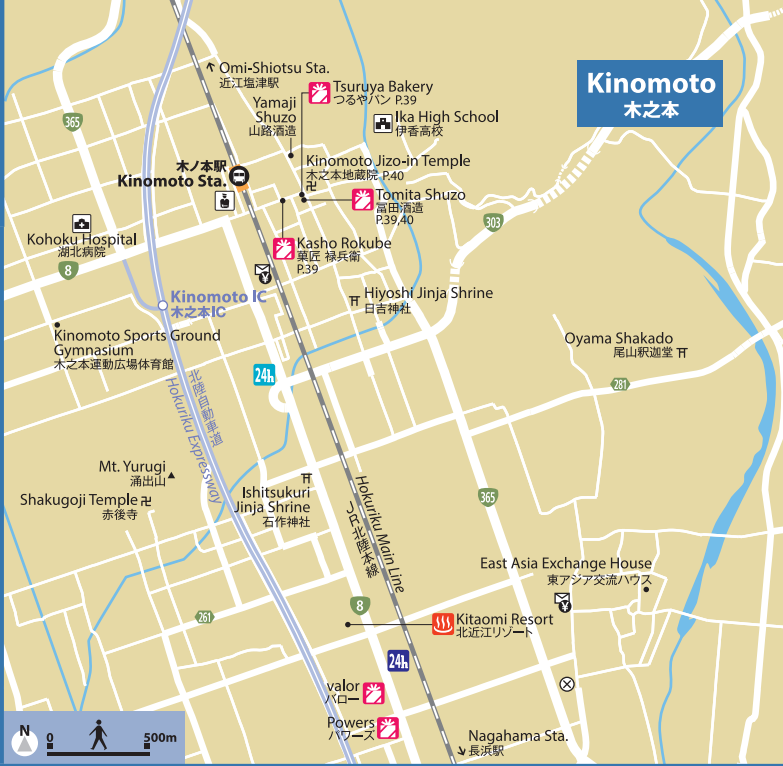 Kinomoto
木之本
Omi-Shiotsu Sta.
近江塩津駅
Tsuruya Bakery
つるやパン P.39
365
Yamaji
Shuzo
山路酒造
Ika High School
伊香高校
木ノ本駅
Kinomoto Sta.
Kinomoto Jizo-in Temple
木之本地蔵院 P.40
卍
Tomita Shuzo
冨田酒造
P.39,40
303
Kohoku Hospital
湖北病院
8
Kasho Rokube
菓匠 禄兵衛
P.39
Kinomoto IC
木之本IC
Hiyoshi Jinja Shrine
日吉神社
Kinomoto Sports Ground
Gymnasium
木之本運動広場体育館
Oyama Shakado
尾山釈迦堂
24h
281
北陸自動車道
Hokuriku Expressway
Mt. Yurugi
涌出山
Shakugoji Temple 卍
赤後寺
Ishitsukuri
Jinja Shrine
石作神社
Hokuriku Main Line
JR北陸本線
365
East Asia Exchange House
東アジア交流ハウス
261
8
Kitaomi Resort
北近江リゾート
24h
valor
バロー
Powers
パワーズ
Nagahama Sta.
長浜駅
N
0
500m